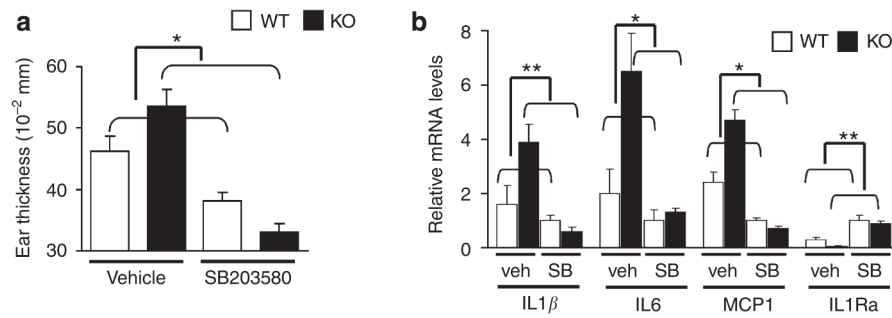 a
WT KO
*
Ear thickness (10⁻² mm)
60
50
40
30
Vehicle SB203580
b
WT KO
** * * **
Relative mRNA levels
8
6
4
2
0
veh SB veh SB veh SB veh SB
IL1β IL6 MCP1 IL1Ra